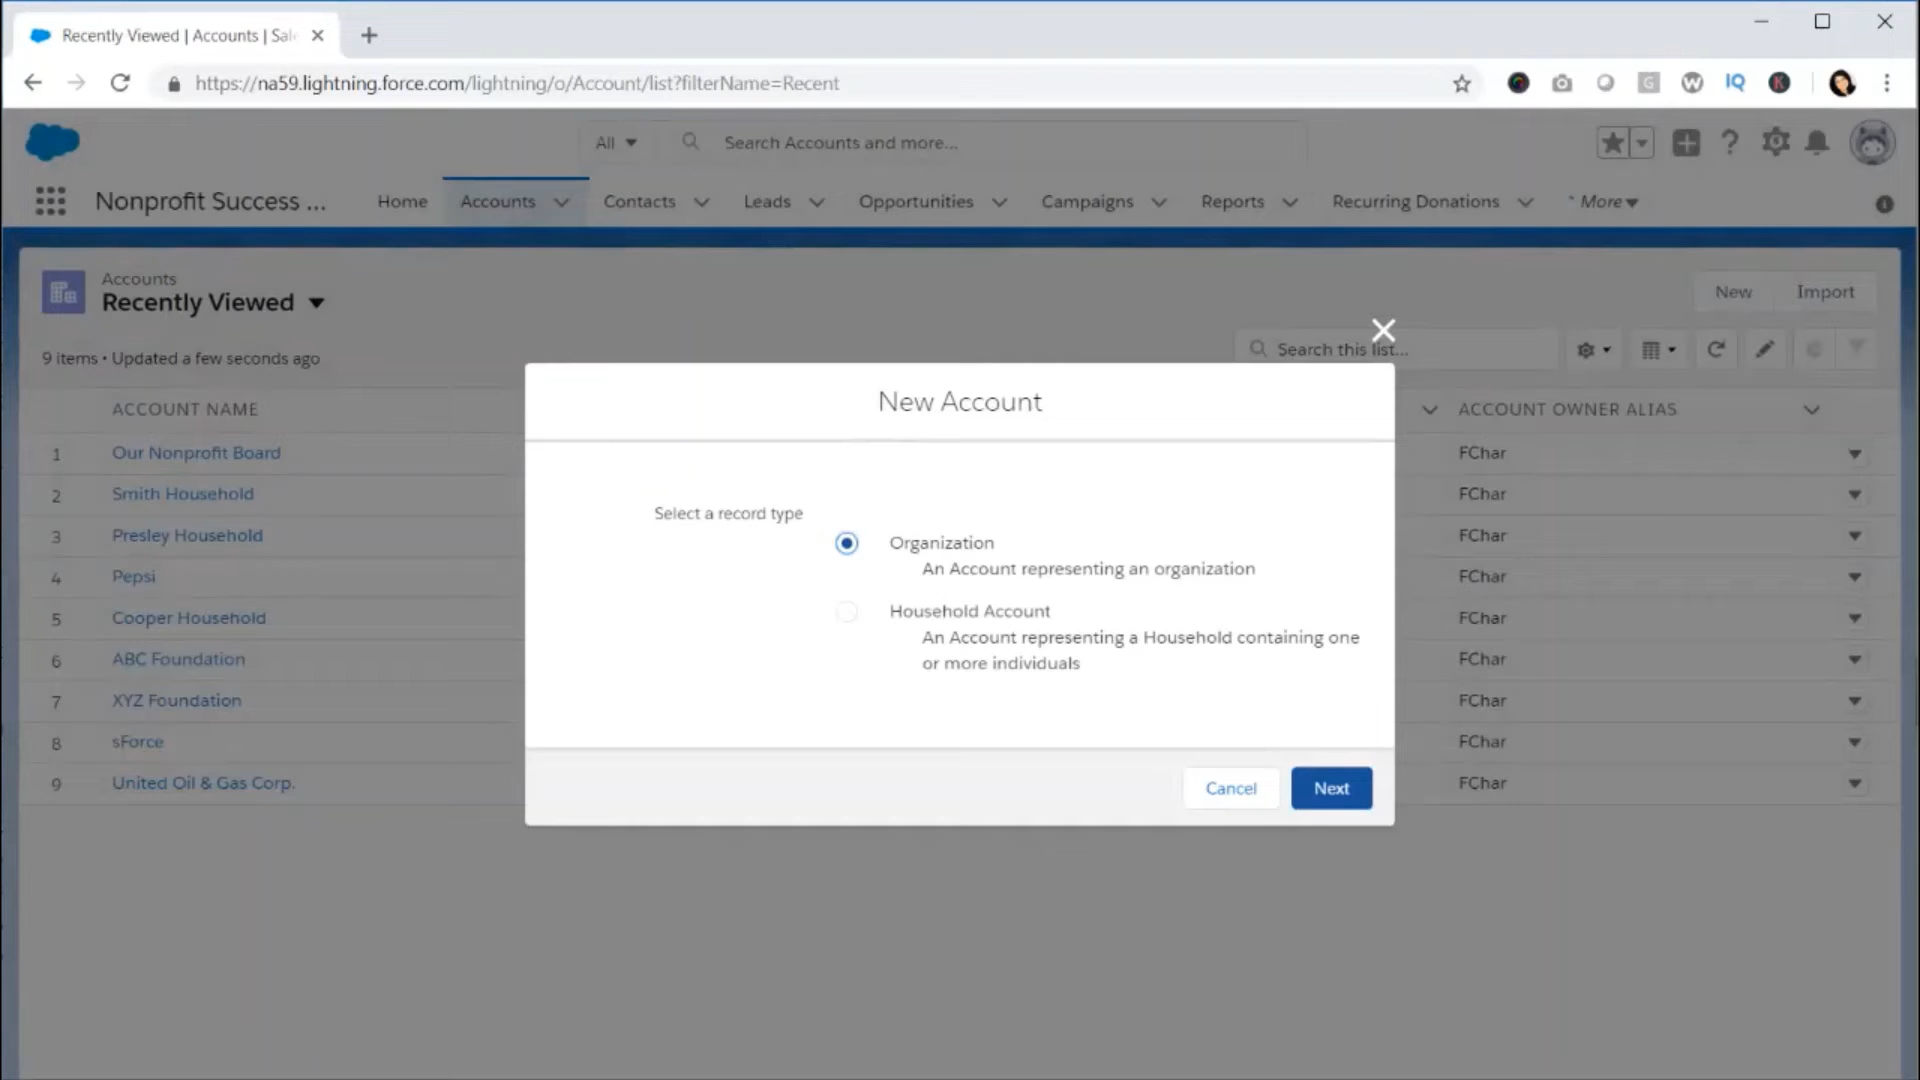 Recently Viewed | Accounts | Sal
https://na59.lightning.force.com/lightning/o/Account/list?filterName=Recent
G W IQ K
All Search Accounts and more...
Nonprofit Success ... Home Accounts Contacts Leads Opportunities Campaigns Reports Recurring Donations * More
Accounts
Recently Viewed
New Import
9 items • Updated a few seconds ago
Search this list...
ACCOUNT NAME ACCOUNT OWNER ALIAS
1 Our Nonprofit Board FChar
2 Smith Household FChar
3 Presley Household FChar
4 Pepsi FChar
5 Cooper Household FChar
6 ABC Foundation FChar
7 XYZ Foundation FChar
8 sForce FChar
9 United Oil & Gas Corp. FChar
New Account
Select a record type
Organization
An Account representing an organization
Household Account
An Account representing a Household containing one
or more individuals
Cancel Next